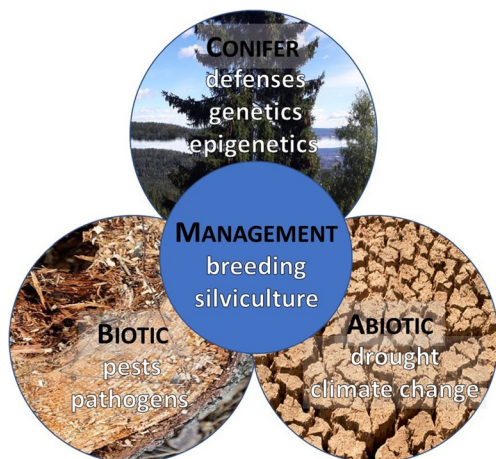 CONIFER
defenses
genetics
epigenetics
MANAGEMENT
breeding
silviculture
BIOTIC
pests
pathogens
ABIOTIC
drought
climate change